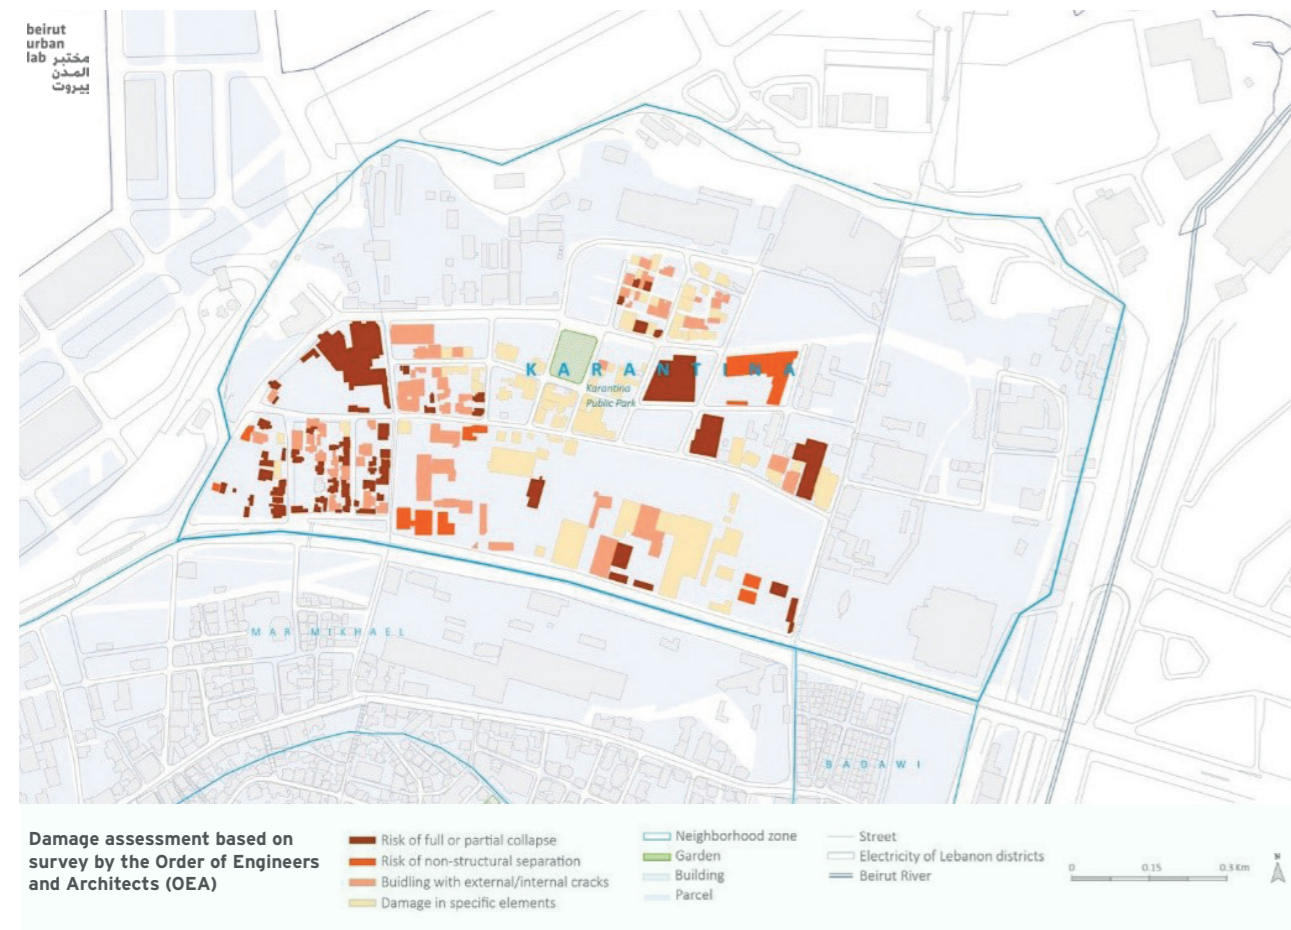 beirut
urban
lab مختبر
المدن
بيروت
K A R A N T I N A
Karantina
Public Park
M A R M I K H A E L
B A D A W I
Damage assessment based on
survey by the Order of Engineers
and Architects (OEA)
Risk of full or partial collapse
Risk of non-structural separation
Buidling with external/internal cracks
Damage in specific elements
Neighborhood zone
Garden
Building
Parcel
Street
Electricity of Lebanon districts
Beirut River
0 0.15 0.3 Km
N